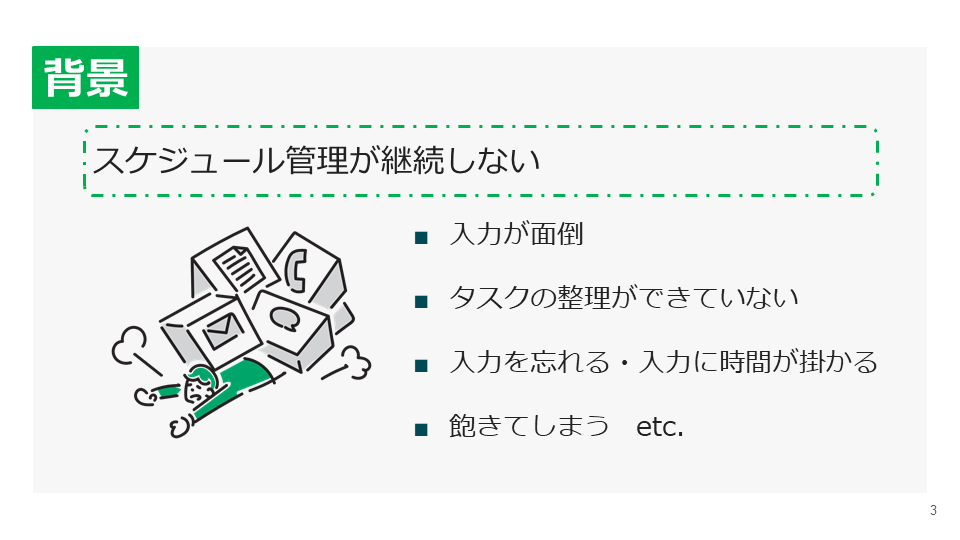 背景
スケジュール管理が継続しない
■ 入力が面倒
■ タスクの整理ができていない
■ 入力を忘れる・入力に時間が掛かる
■ 飽きてしまう　etc.
3